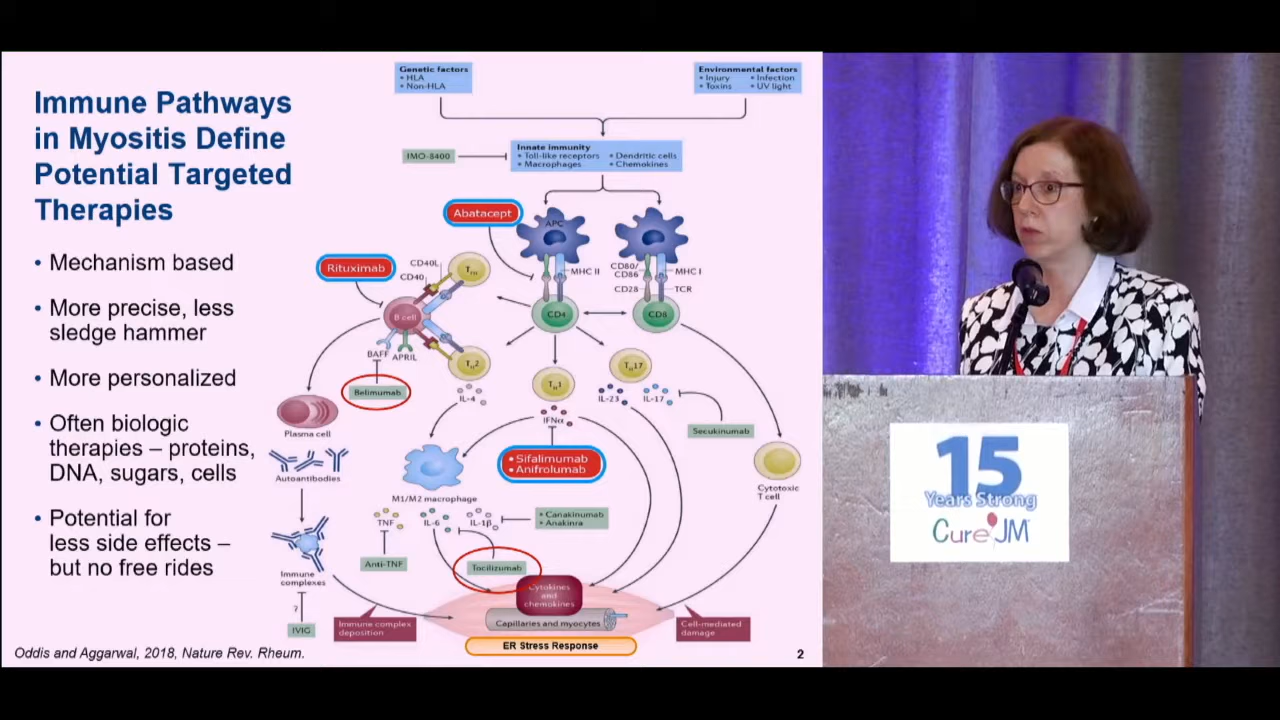 Immune Pathways
in Myositis Define
Potential Targeted
Therapies
• Mechanism based
• More precise, less
sledge hammer
• More personalized
• Often biologic
therapies – proteins,
DNA, sugars, cells
• Potential for
less side effects –
but no free rides
Oddis and Aggarwal, 2018, Nature Rev. Rheum.
Genetic factors
• HLA
• Non-HLA
Environmental factors
• Injury • Infection
• Toxins • UV light
IMO-8400
Innate immunity
• Toll-like receptors • Dendritic cells
• Macrophages • Chemokines
Abatacept
APC
Rituximab
CD40L
CD40
MHC II
CD80/
CD86
MHC I
CD28
TCR
B cell
CD4
CD8
BAFF APRIL
TH2
TH1
TH17
Belimumab
IL-4
IL-23
IL-17
IFNα
Secukinumab
Plasma cell
• Sifalimumab
• Anifrolumab
Autoantibodies
M1/M2 macrophage
Cytotoxic
T cell
TNF
IL-6
IL-1β
• Canakinumab
• Anakinra
Anti-TNF
Tocilizumab
Immune
complexes
?
IVIG
Cytokines
and
chemokines
Immune complex
deposition
Capillaries and myocytes
Cell-mediated
damage
ER Stress Response
2
15
Years Strong
Cure JM